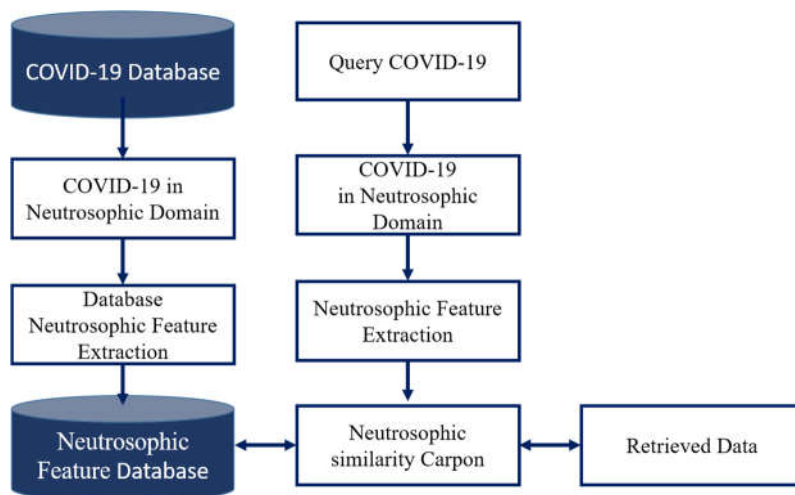 COVID-19 Database
COVID-19 in
Neutrosophic Domain
Database
Neutrosophic Feature
Extraction
Neutrosophic
Feature Database
Query COVID-19
COVID-19
in Neutrosophic
Domain
Neutrosophic Feature
Extraction
Neutrosophic
similarity Carpon
Retrieved Data